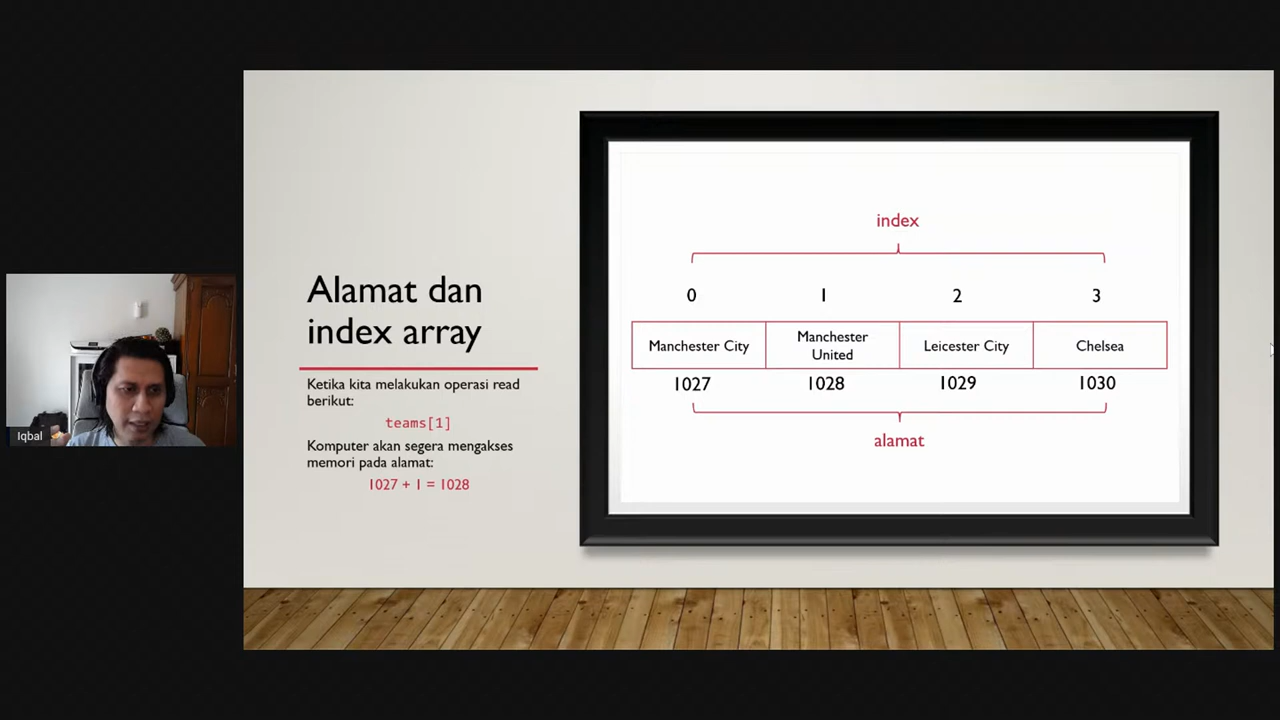 Iqbal
Alamat dan
index array
Ketika kita melakukan operasi read
berikut:
teams[1]
Komputer akan segera mengakses
memori pada alamat:
1027 + 1 = 1028
index
0 1 2 3
Manchester City
Manchester
United
Leicester City
Chelsea
1027 1028 1029 1030
alamat